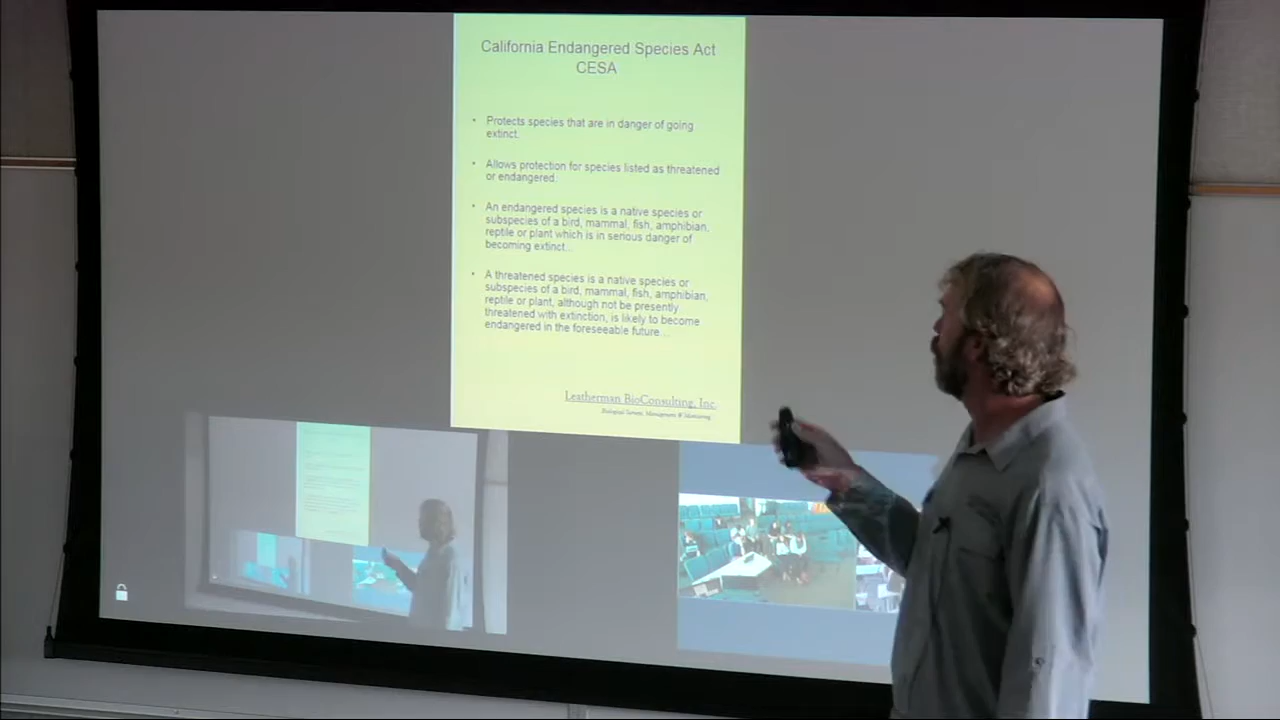 California Endangered Species Act
CESA
• Protects species that are in danger of going
extinct.
• Allows protection for species listed as threatened
or endangered.
• An endangered species is a native species or
subspecies of a bird, mammal, fish, amphibian,
reptile or plant which is in serious danger of
becoming extinct...
• A threatened species is a native species or
subspecies of a bird, mammal, fish, amphibian,
reptile or plant, although not be presently
threatened with extinction, is likely to become
endangered in the foreseeable future...
Leatherman BioConsulting, Inc.
Biological Surveys, Management & Monitoring